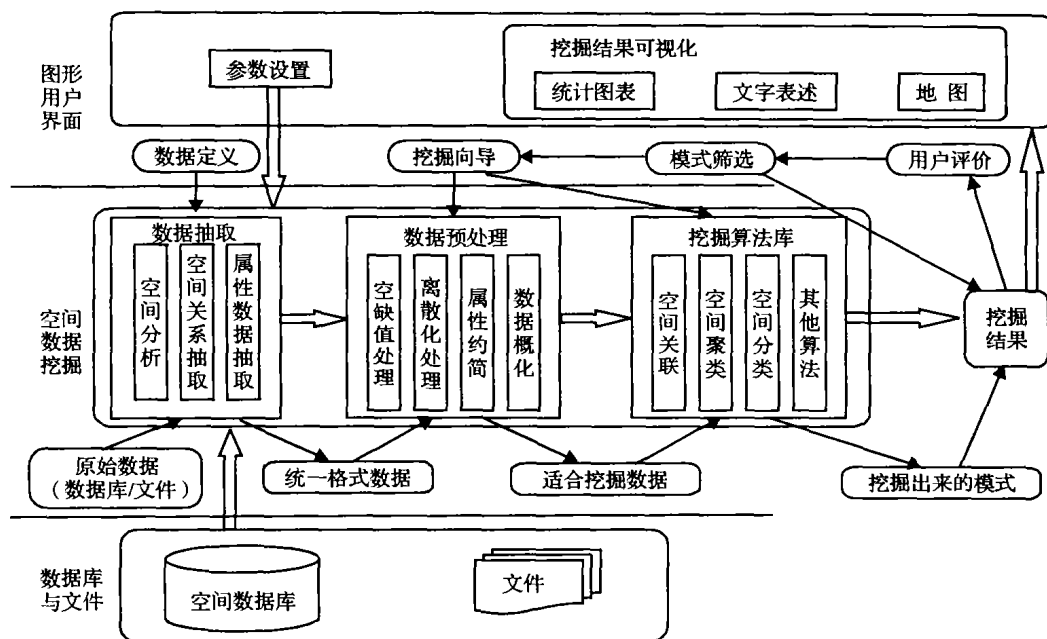 图形
用户
界面
参数设置
挖掘结果可视化
统计图表
文字表述
地 图
数据定义
挖掘向导
模式筛选
用户评价
空间
数据
挖掘
数据抽取
空间分析
空间关系抽取
属性数据抽取
数据预处理
空缺值处理
离散化处理
属性约简
数据概化
挖掘算法库
空间关联
空间聚类
空间分类
其他算法
挖掘
结果
原始数据
(数据库/文件)
统一格式数据
适合挖掘数据
挖掘出来的模式
数据库
与文件
空间数据库
文件